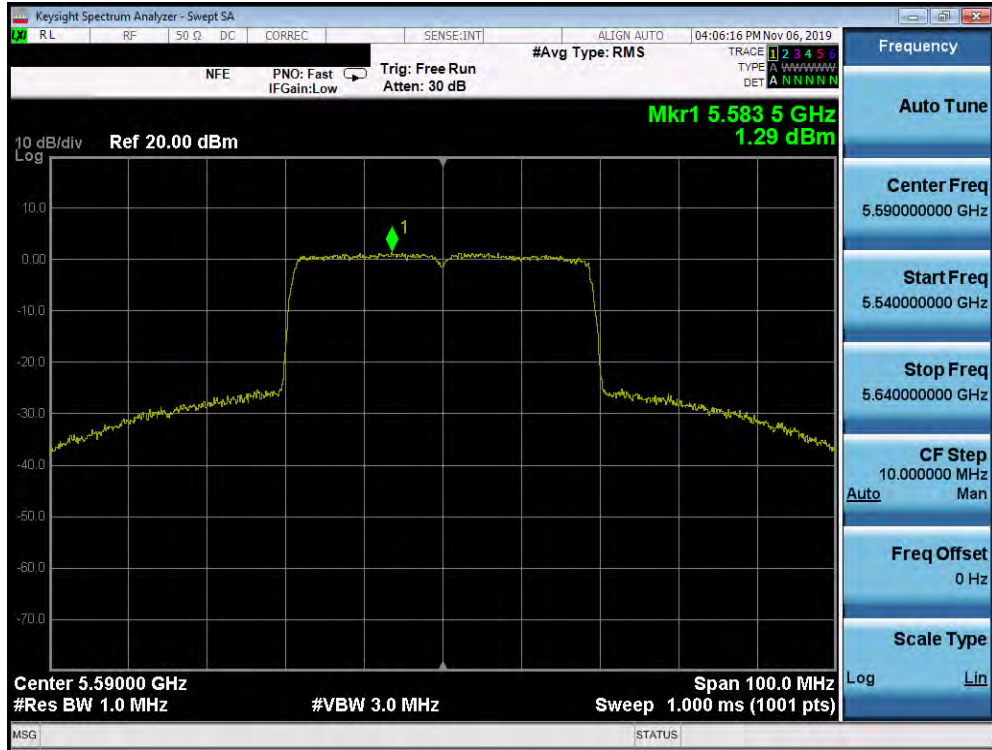 Keysight Spectrum Analyzer - Swept SA
LXI RL RF 50 Ω DC CORREC SENSE:INT ALIGN AUTO 04:06:16 PM Nov 06, 2019
#Avg Type: RMS
TRACE 1 2 3 4 5 6
NFE PNO: Fast Trig: Free Run TYPE A WWWWW
IFGain:Low Atten: 30 dB DET A N N N N N
Mkr1 5.583 5 GHz
1.29 dBm
10 dB/div Ref 20.00 dBm
Log
1
10.0
0.00
-10.0
-20.0
-30.0
-40.0
-50.0
-60.0
-70.0
Center 5.59000 GHz Span 100.0 MHz
#Res BW 1.0 MHz #VBW 3.0 MHz Sweep 1.000 ms (1001 pts)
MSG STATUS
Frequency
Auto Tune
Center Freq
5.590000000 GHz
Start Freq
5.540000000 GHz
Stop Freq
5.640000000 GHz
CF Step
10.000000 MHz
Auto Man
Freq Offset
0 Hz
Scale Type
Log Lin